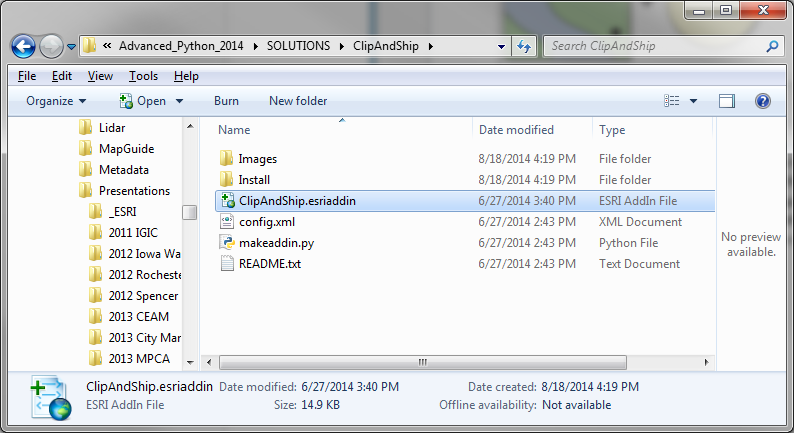 « Advanced_Python_2014 ▸ SOLUTIONS ▸ ClipAndShip ▸ Search ClipAndShip
File Edit View Tools Help
Organize Open Burn New folder
Name Date modified Type
Lidar
MapGuide
Metadata
Presentations
_ESRI
2011 IGIC
2012 Iowa Wa
2012 Rocheste
2012 Spencer
2013 CEAM
2013 City Mar
2013 MPCA
Images 8/18/2014 4:19 PM File folder
Install 8/18/2014 4:19 PM File folder
ClipAndShip.esriaddin 6/27/2014 3:40 PM ESRI AddIn File
config.xml 6/27/2014 2:43 PM XML Document
makeaddin.py 6/27/2014 2:43 PM Python File
README.txt 6/27/2014 2:43 PM Text Document
No preview
available.
ClipAndShip.esriaddin Date modified: 6/27/2014 3:40 PM Date created: 8/18/2014 4:19 PM
ESRI AddIn File Size: 14.9 KB Offline availability: Not available